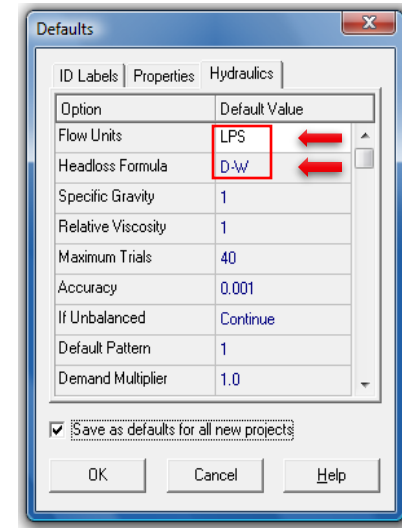 Defaults
ID Labels Properties Hydraulics
Option Default Value
Flow Units LPS
Headloss Formula D-W
Specific Gravity 1
Relative Viscosity 1
Maximum Trials 40
Accuracy 0.001
If Unbalanced Continue
Default Pattern 1
Demand Multiplier 1.0
Save as defaults for all new projects
OK Cancel Help